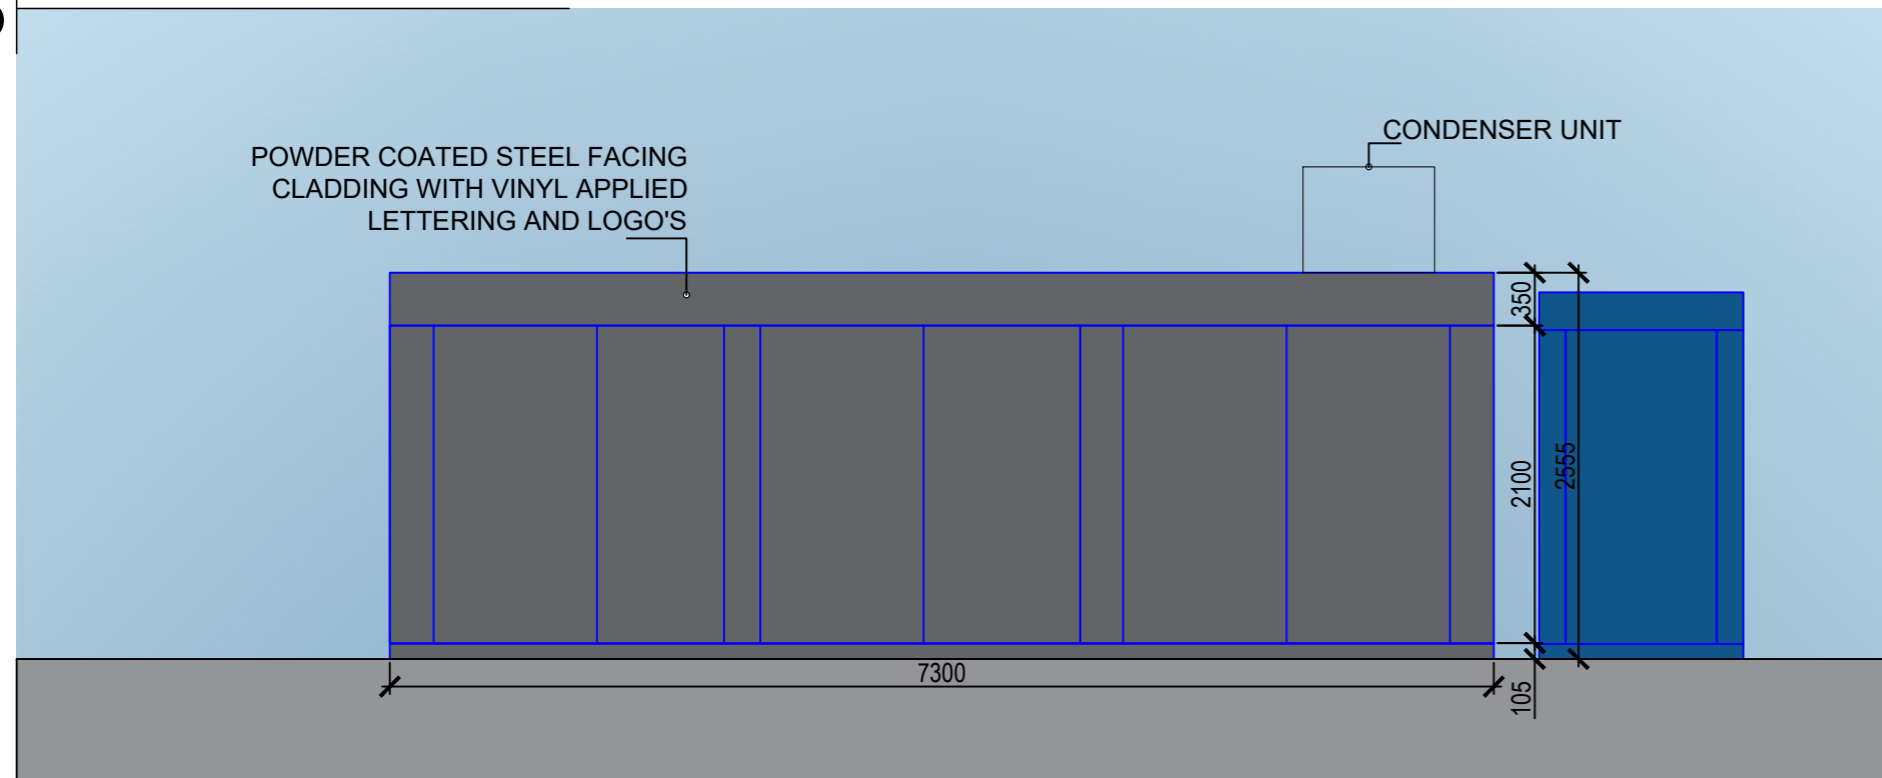 CONDENSER UNIT
POWDER COATED STEEL FACING
CLADDING WITH VINYL APPLIED
LETTERING AND LOGO'S
350
2100
2555
7300
105